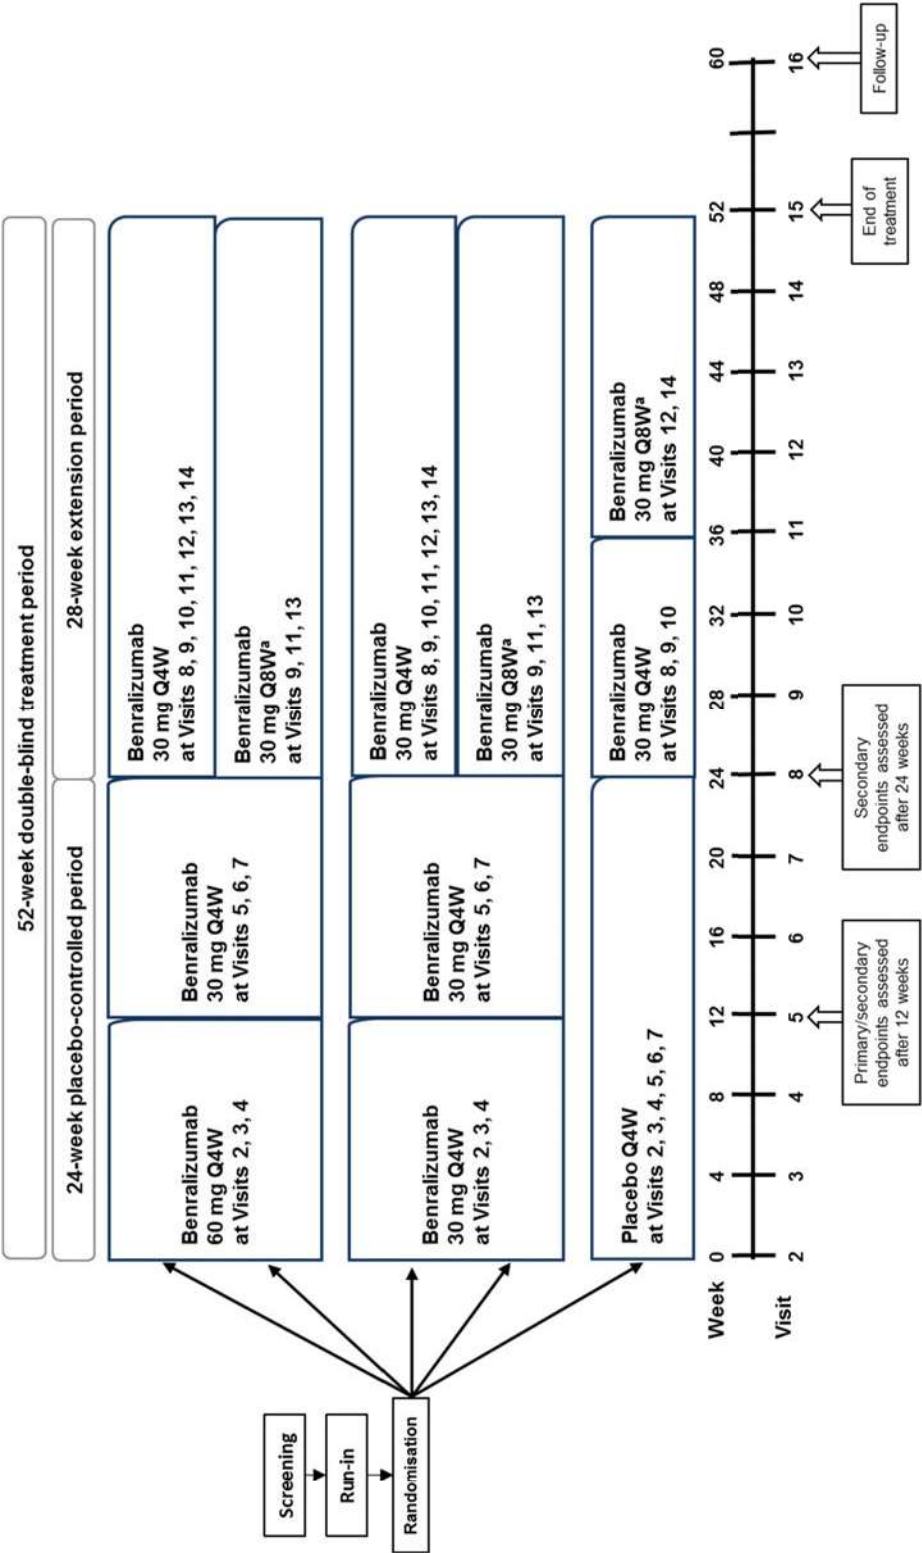 52-week double-blind treatment period
24-week placebo-controlled period
28-week extension period
Screening
Run-in
Randomisation
Benralizumab
60 mg Q4W
at Visits 2, 3, 4
Benralizumab
30 mg Q4W
at Visits 5, 6, 7
Benralizumab
30 mg Q4W
at Visits 8, 9, 10, 11, 12, 13, 14
Benralizumab
30 mg Q8Wᵃ
at Visits 9, 11, 13
Benralizumab
30 mg Q4W
at Visits 2, 3, 4
Benralizumab
30 mg Q4W
at Visits 5, 6, 7
Benralizumab
30 mg Q4W
at Visits 8, 9, 10, 11, 12, 13, 14
Benralizumab
30 mg Q8Wᵃ
at Visits 9, 11, 13
Placebo Q4W
at Visits 2, 3, 4, 5, 6, 7
Benralizumab
30 mg Q4W
at Visits 8, 9, 10
Benralizumab
30 mg Q8Wᵃ
at Visits 12, 14
Week 0 4 8 12 16 20 24 28 32 36 40 44 48 52 60
Visit 2 3 4 5 6 7 8 9 10 11 12 13 14 15 16
Primary/secondary
endpoints assessed
after 12 weeks
Secondary
endpoints assessed
after 24 weeks
End of
treatment
Follow-up